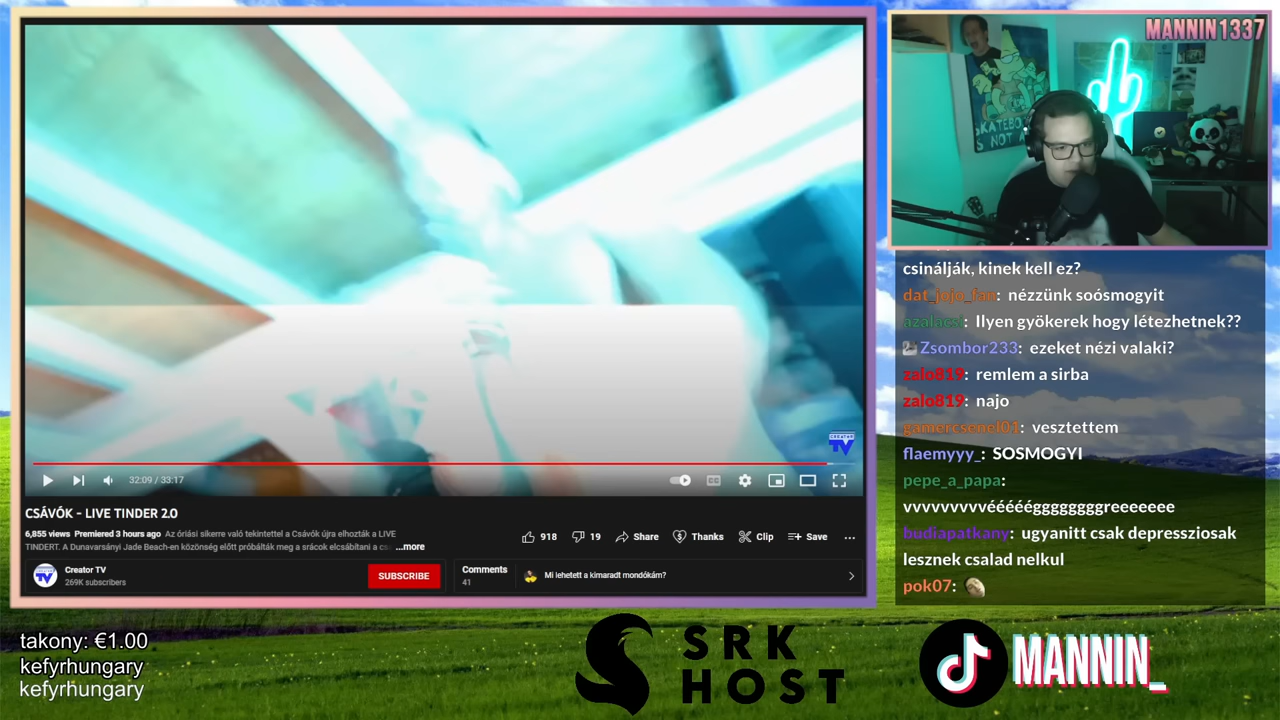 CREATOR
TV
32:09 / 33:17
CSÁVÓK - LIVE TINDER 2.0
6,855 views Premiered 3 hours ago Az óriási sikerre való tekintettel a Csávók újra elhozták a LIVE
TINDERT. A Dunavarsányi Jade Beach-en közönség előtt próbálták meg a srácok elcsábítani a
...more
918
19
Share
Thanks
Clip
Save
Creator TV
269K subscribers
SUBSCRIBE
Comments
41
Mi lehetett a kimaradt mondókám?
MANNIN1337
SKATEBO
S NOT A
csinálják, kinek kell ez?
dat_jojo_fan: nézzünk soósmogyit
azalacsi: Ilyen gyökerek hogy létezhetnek??
Zsombor233: ezeket nézi valaki?
zalo819: remlem a sirba
zalo819: najo
gamercsenel01: vesztettem
flaemyyy_: SOSMOGYI
pepe_a_papa:
vvvvvvvvvéééééggggggggreeeeeee
budiapatkany: ugyanitt csak depressziosak
lesznek csalad nelkul
pok07:
takony: €1.00
kefyrhungary
kefyrhungary
SRK
HOST
MANNIN_